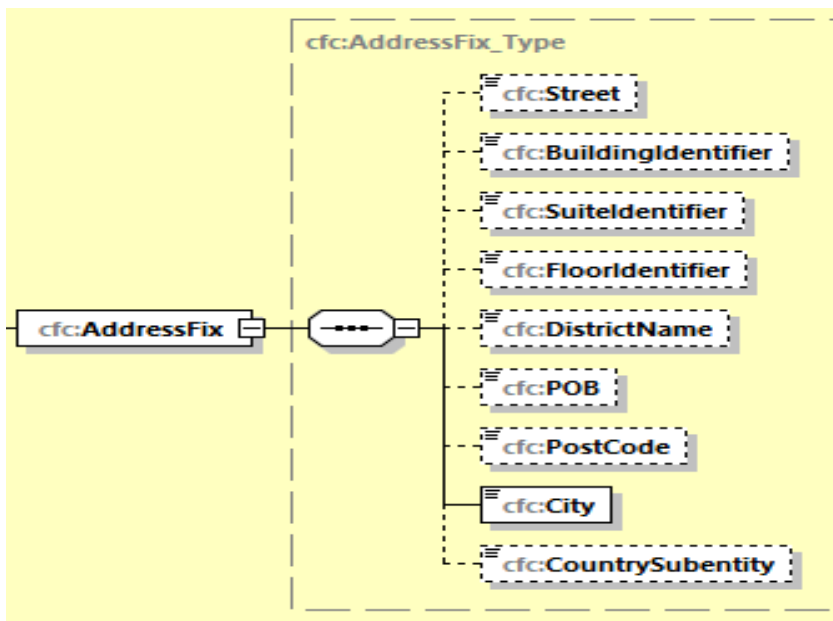 cfc:AddressFix_Type
cfc:Street
cfc:BuildingIdentifier
cfc:SuiteIdentifier
cfc:FloorIdentifier
cfc:AddressFix
cfc:DistrictName
cfc:POB
cfc:PostCode
cfc:City
cfc:CountrySubentity